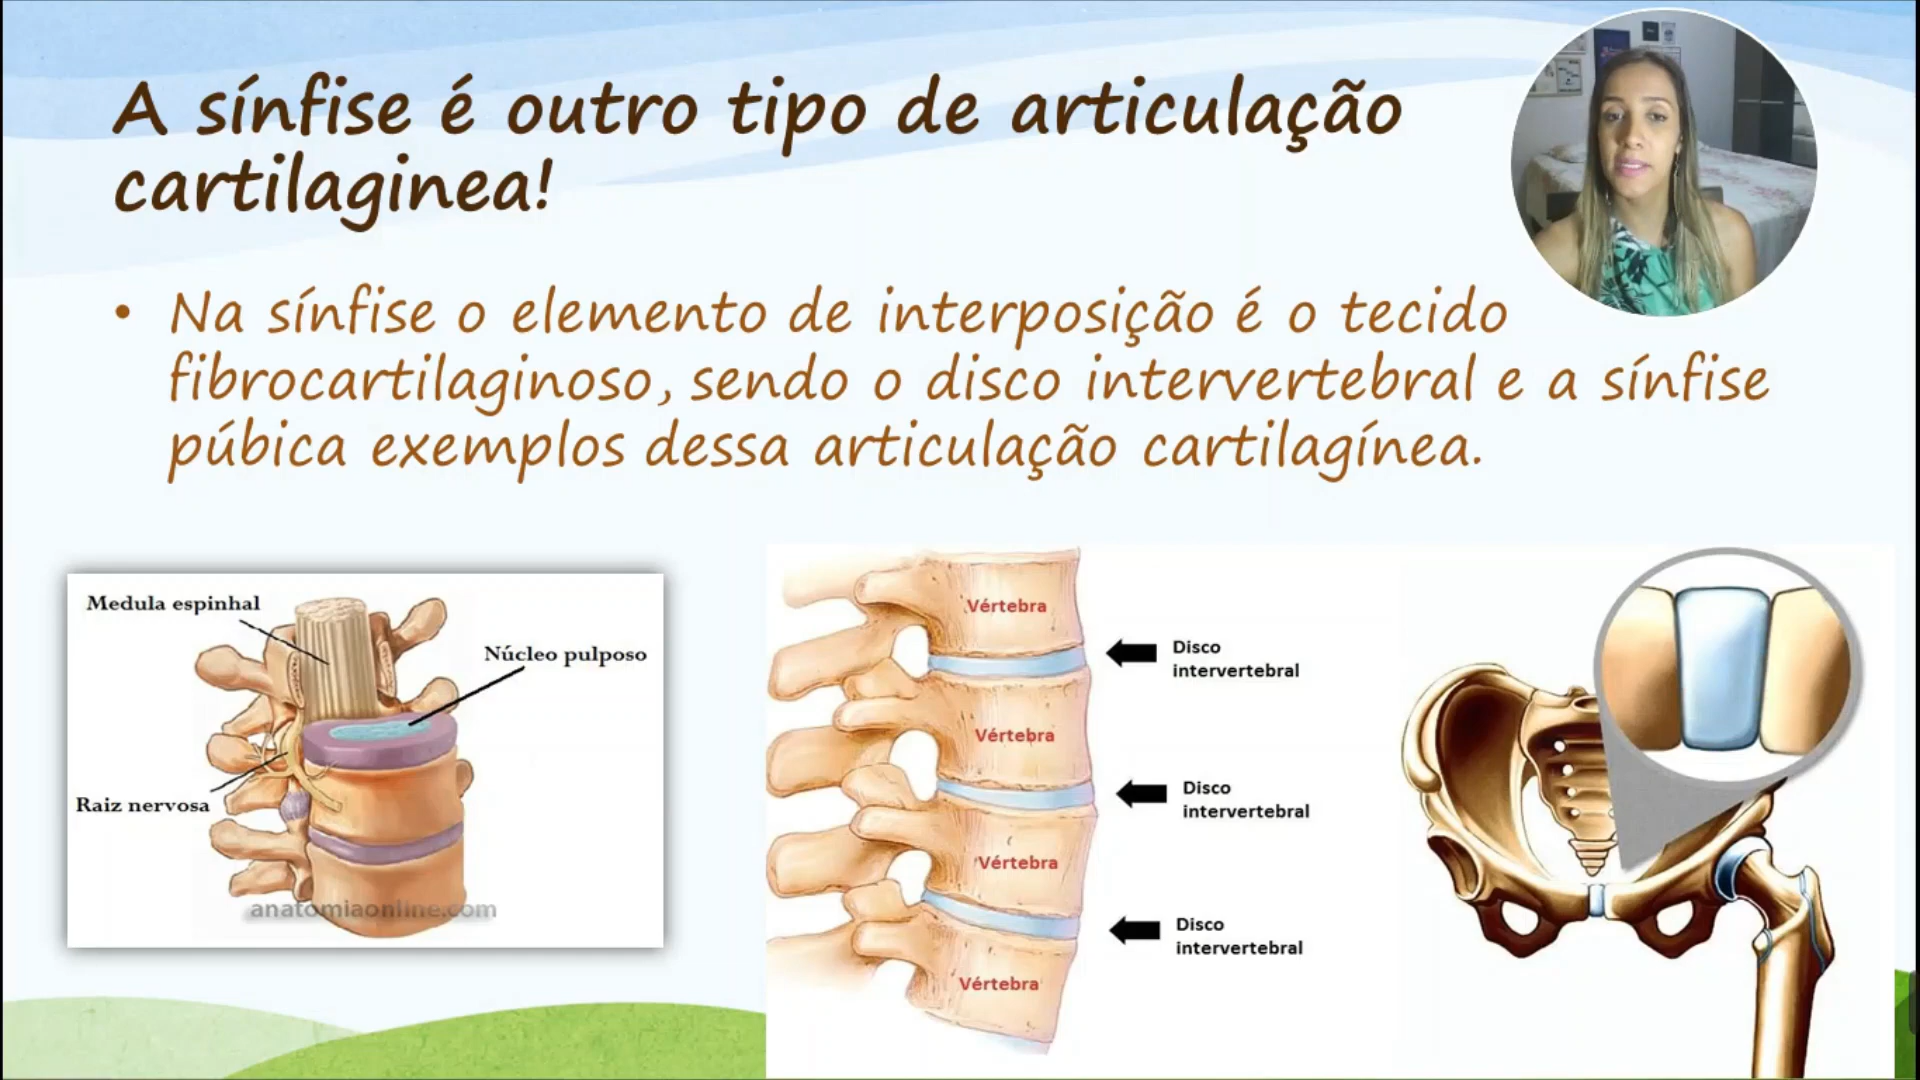 A sínfise é outro tipo de articulação
cartilaginea!
• Na sínfise o elemento de interposição é o tecido
fibrocartilaginoso, sendo o disco intervertebral e a sínfise
púbica exemplos dessa articulação cartilagínea.
Medula espinhal
Núcleo pulposo
Raiz nervosa
anatomiaonline.com
Vértebra
Disco
intervertebral
Vértebra
Disco
intervertebral
Vértebra
Disco
intervertebral
Vértebra